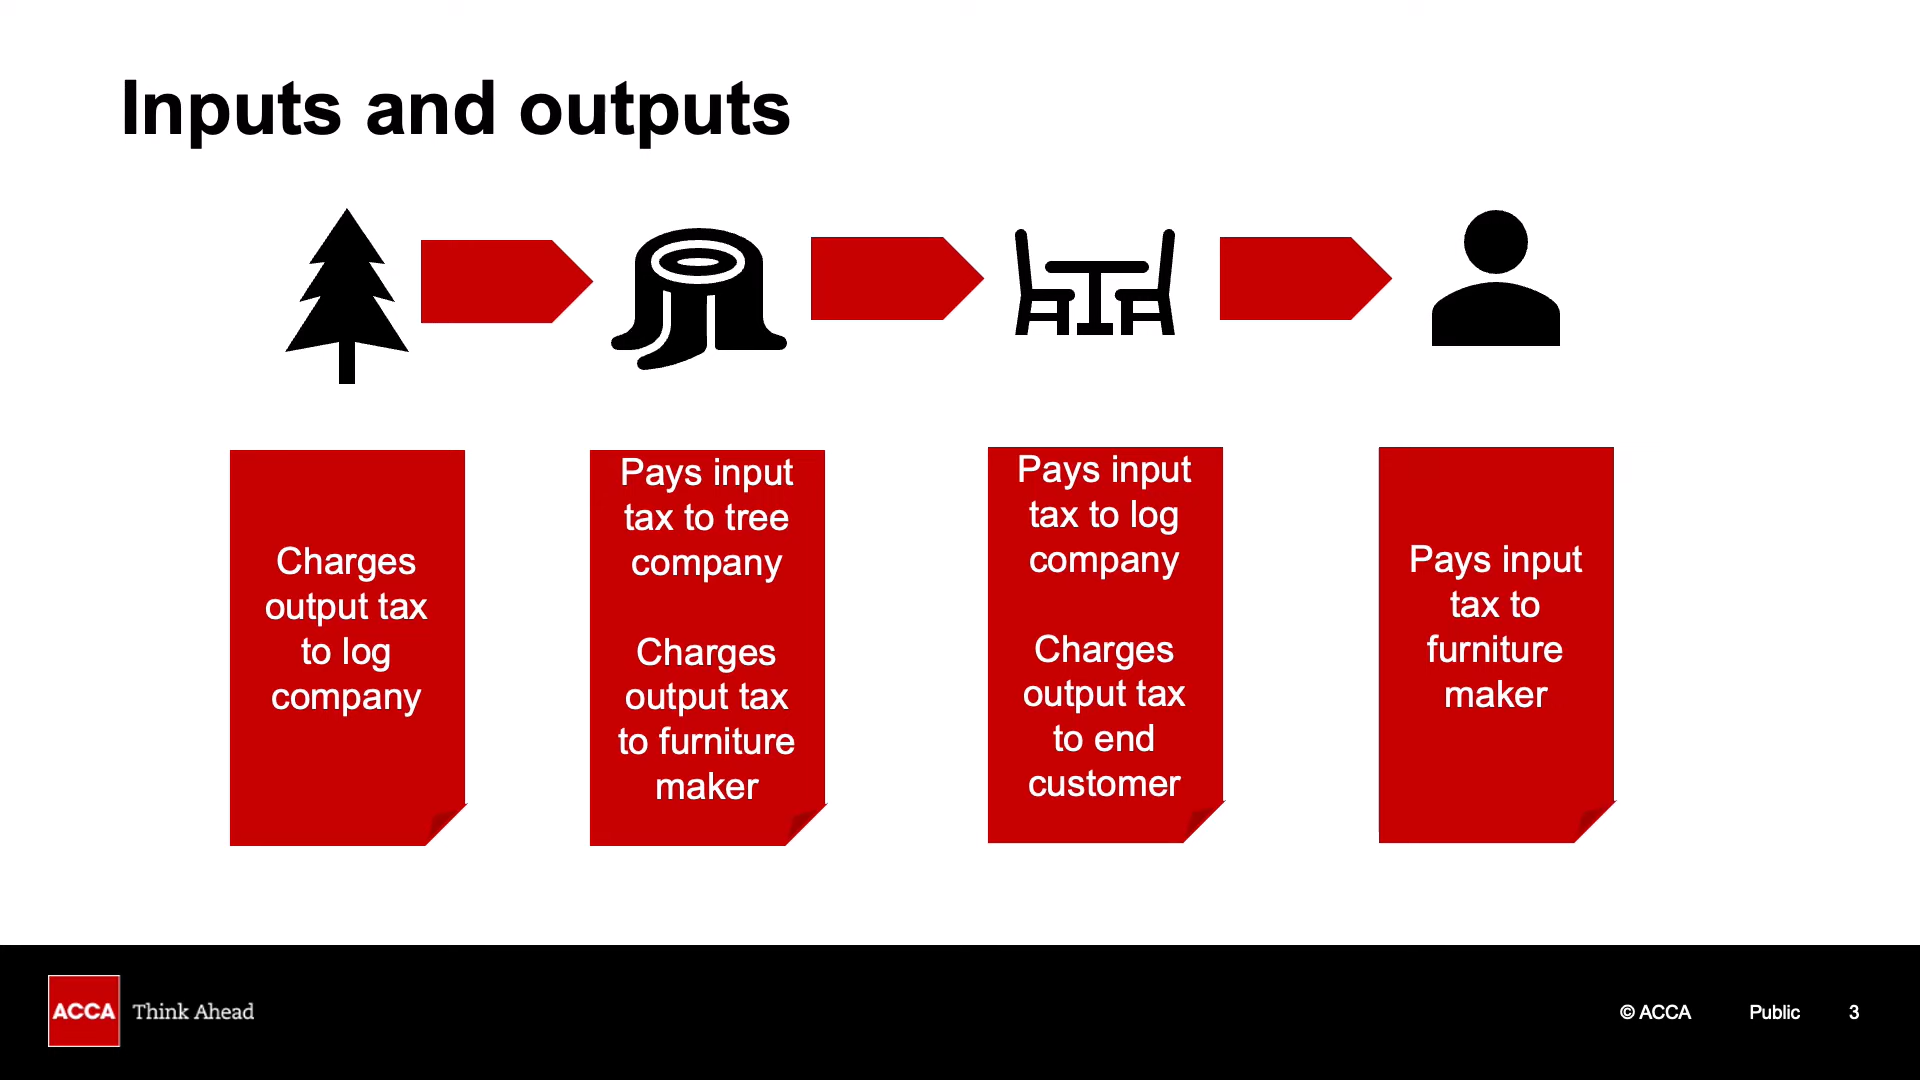 Inputs and outputs
Charges
output tax
to log
company
Pays input
tax to tree
company
Charges
output tax
to furniture
maker
Pays input
tax to log
company
Charges
output tax
to end
customer
Pays input
tax to
furniture
maker
ACCA
Think Ahead
© ACCA
Public
3